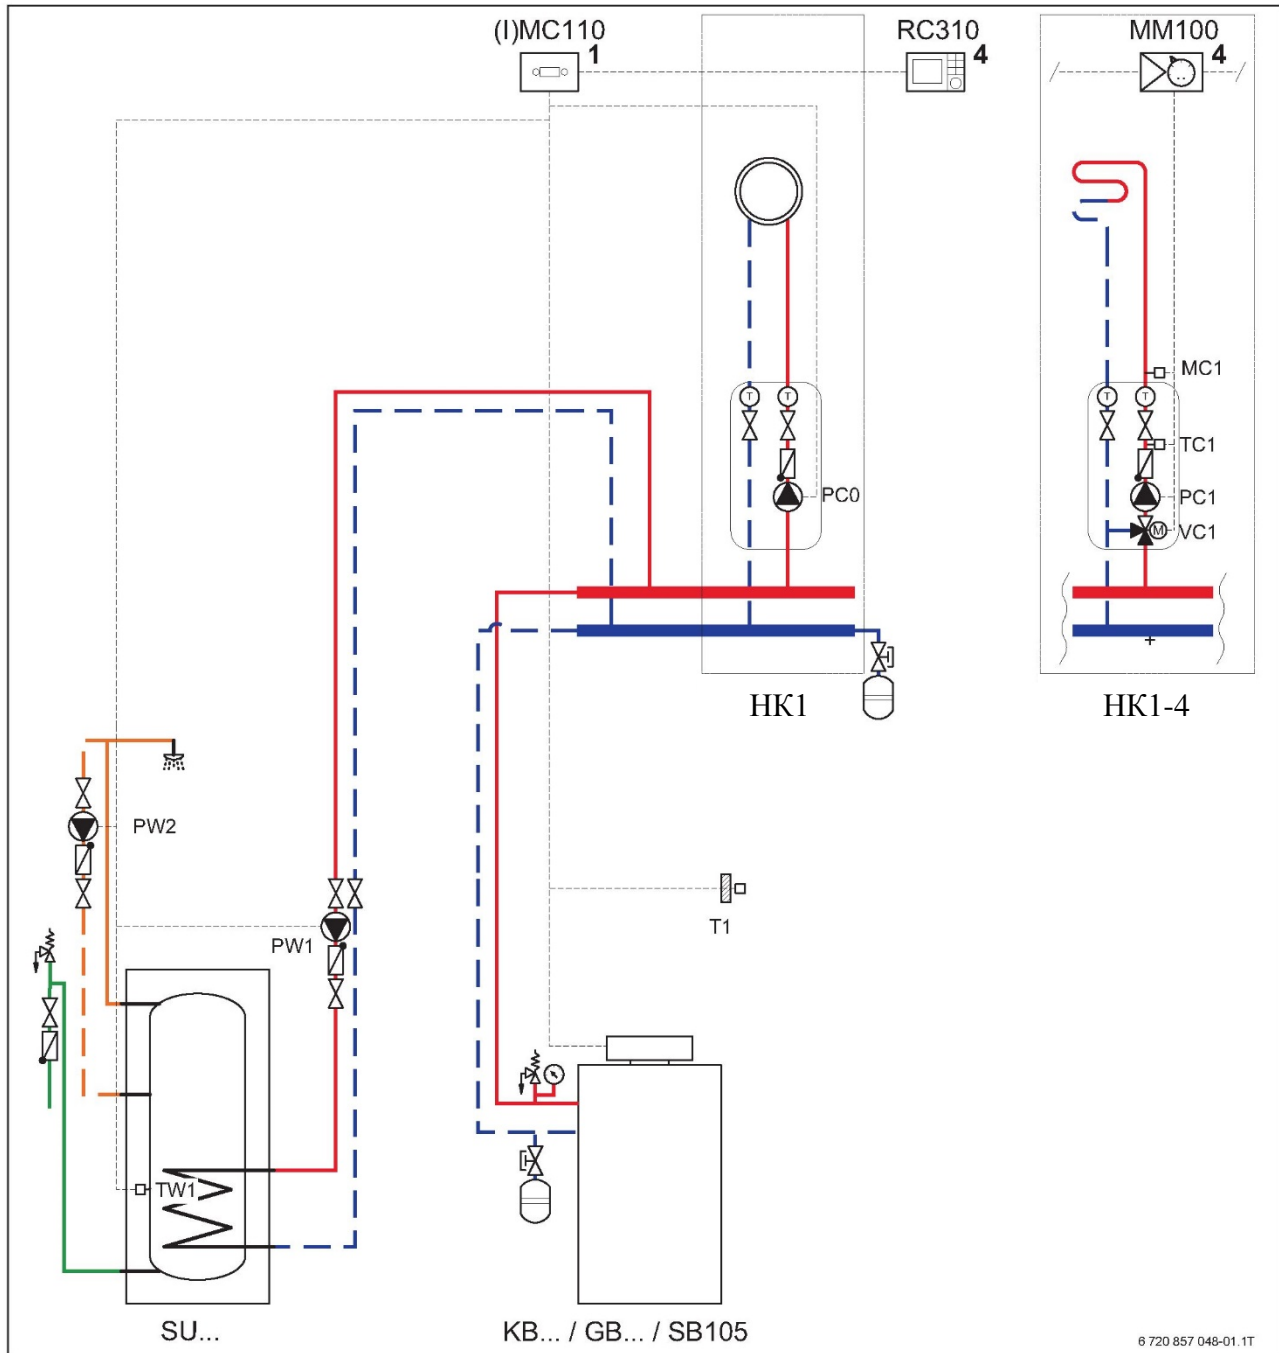 (I)MC110
1
RC310
4
MM100
4
T
T
T
T
MC1
TC1
PC0
PC1
M
VC1
HK1
HK1-4
PW2
PW1
T1
TW1
SU...
KB... / GB... / SB105
6 720 857 048-01.1T